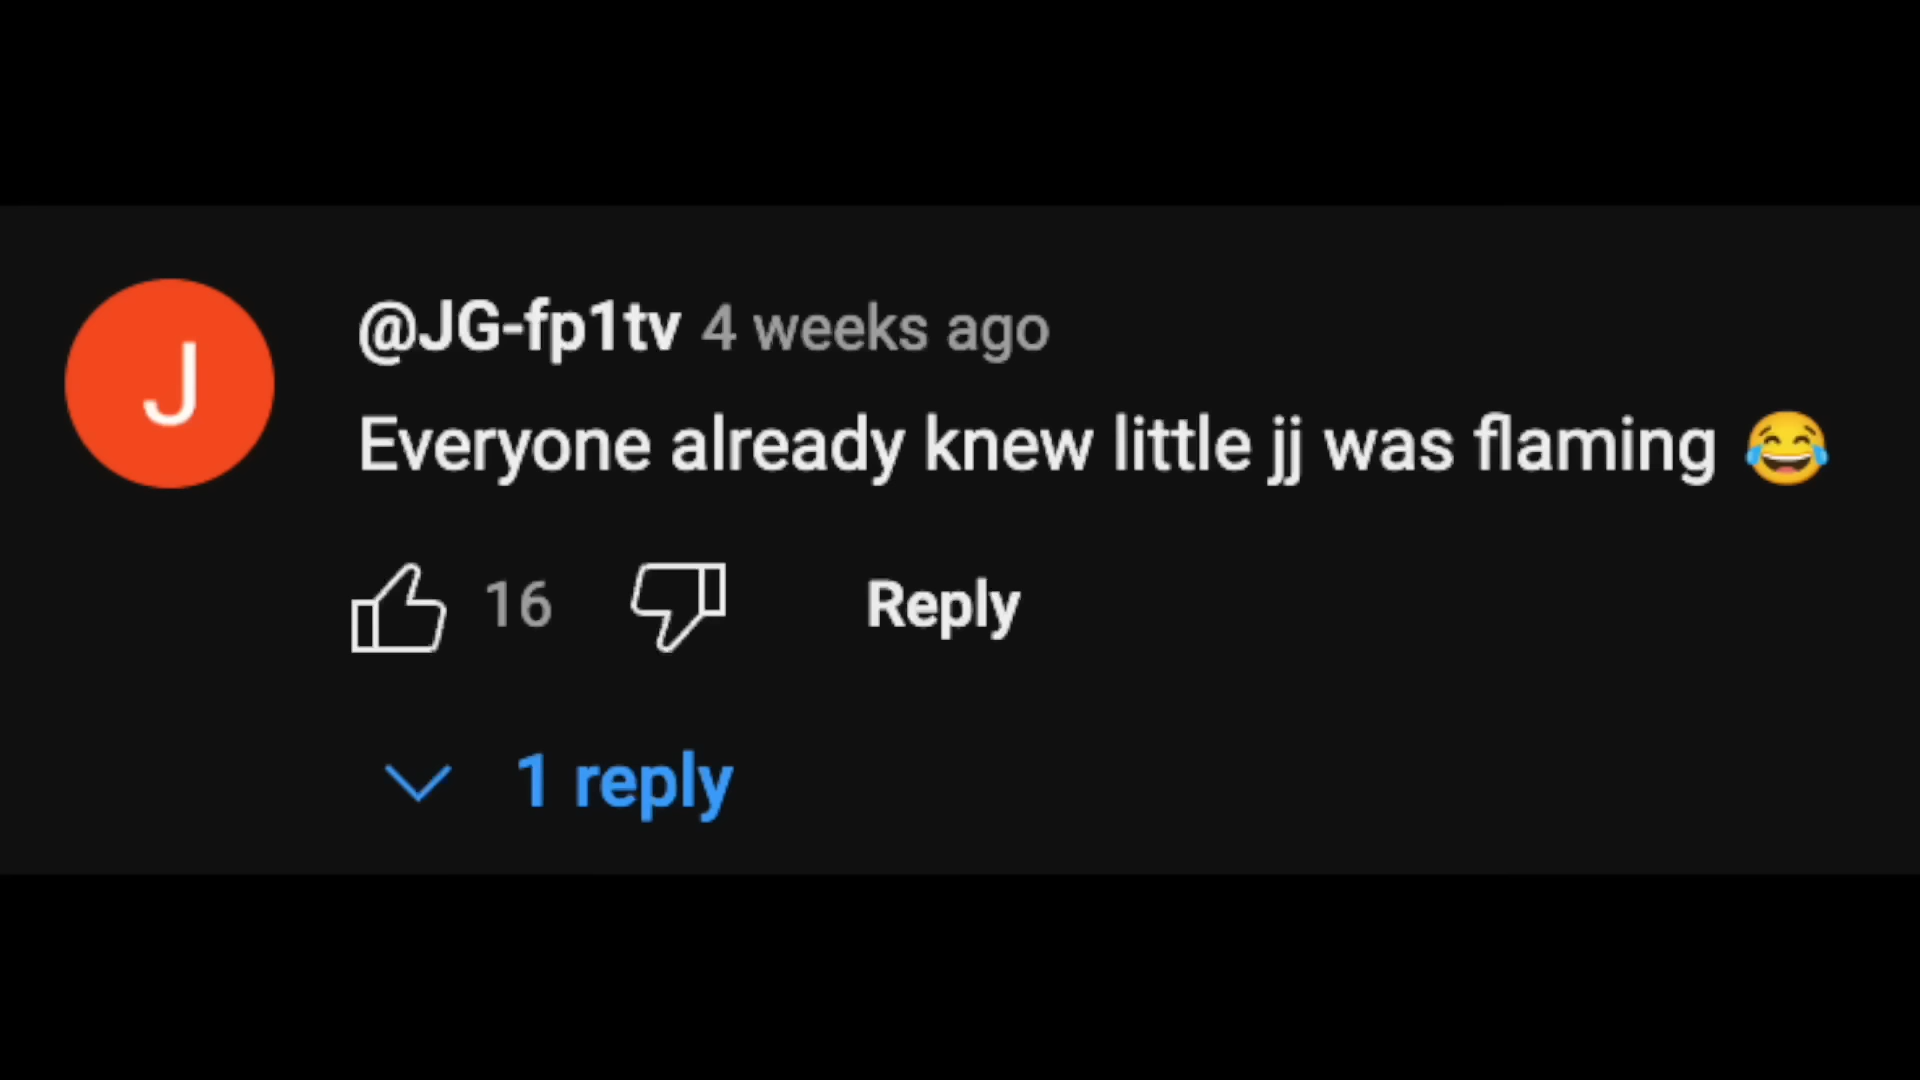 J
@JG-fp1tv 4 weeks ago
Everyone already knew little jj was flaming 😂
16 Reply
1 reply